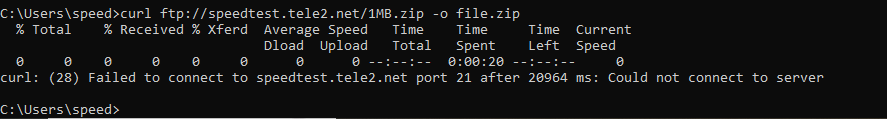 C:\Users\speed>curl ftp://speedtest.tele2.net/1MB.zip -o file.zip
  % Total    % Received % Xferd  Average Speed   Time    Time     Time  Current
                                 Dload  Upload   Total   Spent    Left  Speed
  0     0    0     0    0     0      0      0 --:--:--  0:00:20 --:--:--     0
curl: (28) Failed to connect to speedtest.tele2.net port 21 after 20964 ms: Could not connect to server
C:\Users\speed>